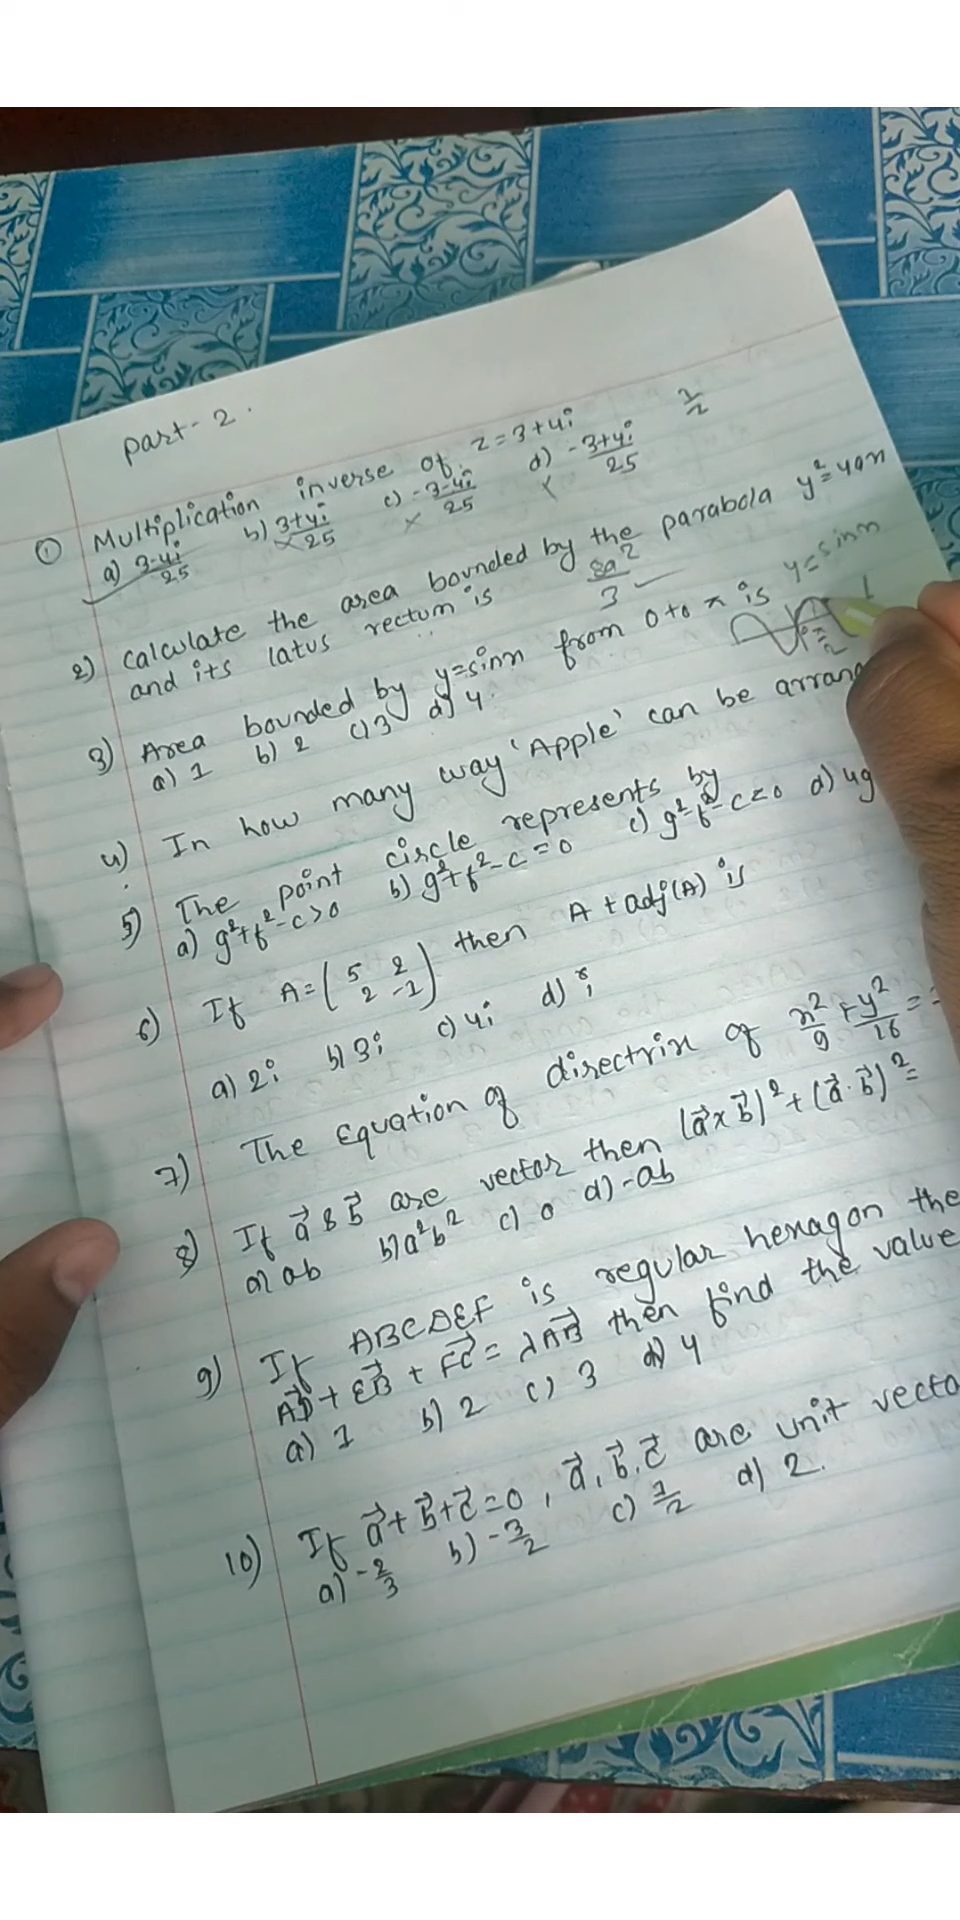 part-2.
① Multiplication inverse of z=3+4i
a) 3-4i/25 b) 3+4i/25 c) -3-4i/25 d) -3+4i/25 1/2
2) Calculate the area bounded by the parabola y²=4ax
and its latus rectum is 8a²/3
3) Area bounded by y=sinx from 0 to π is y=sinx
a) 1 b) 2 c) 3 d) 4.
4) In how many way 'Apple' can be arran
5) The point circle represents by
a) g²+f²-c>0 b) g²+f²-c=0 c) g²-f²-c<0 d) 4g
6) If A=(5 2
2 -1) then A+adj(A) is
a) 2i b) 3i c) 4i d) i
7) The Equation of directrix of x²/9+y²/16=
8) If a⃗ & b⃗ are vector then (a⃗×b⃗)²+(a⃗.b⃗)²=
a) ab b) a²b² c) 0 d) -ab
9) If ABCDEF is regular hexagon the
AD⃗+EB⃗+FC⃗=λAB⃗ then find the value
a) 1 b) 2 c) 3 d) 4
10) If a⃗+b⃗+c⃗=0, a⃗,b⃗,c⃗ are unit vecto
a) -2/3 b) -3/2 c) 3/2 d) 2.